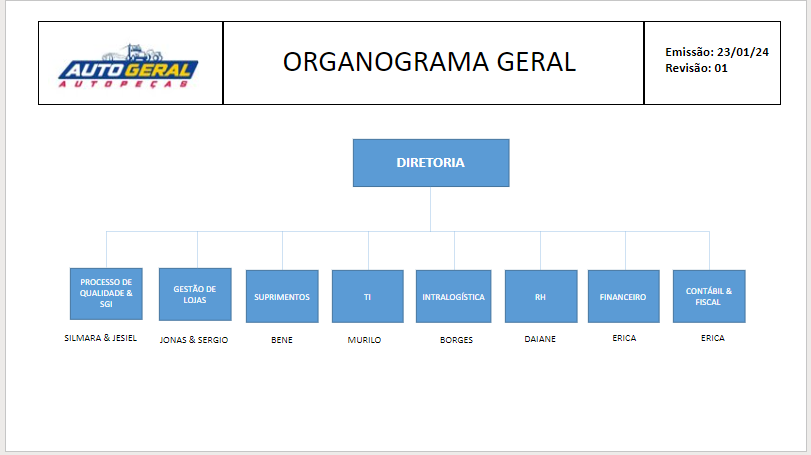 AUTO GERAL
AUTOPEÇAS
ORGANOGRAMA GERAL
Emissão: 23/01/24
Revisão: 01
DIRETORIA
PROCESSO DE
QUALIDADE &
SGI
GESTÃO DE
LOJAS
SUPRIMENTOS
TI
INTRALOGÍSTICA
RH
FINANCEIRO
CONTÁBIL &
FISCAL
SILMARA & JESIEL
JONAS & SERGIO
BENE
MURILO
BORGES
DAIANE
ERICA
ERICA